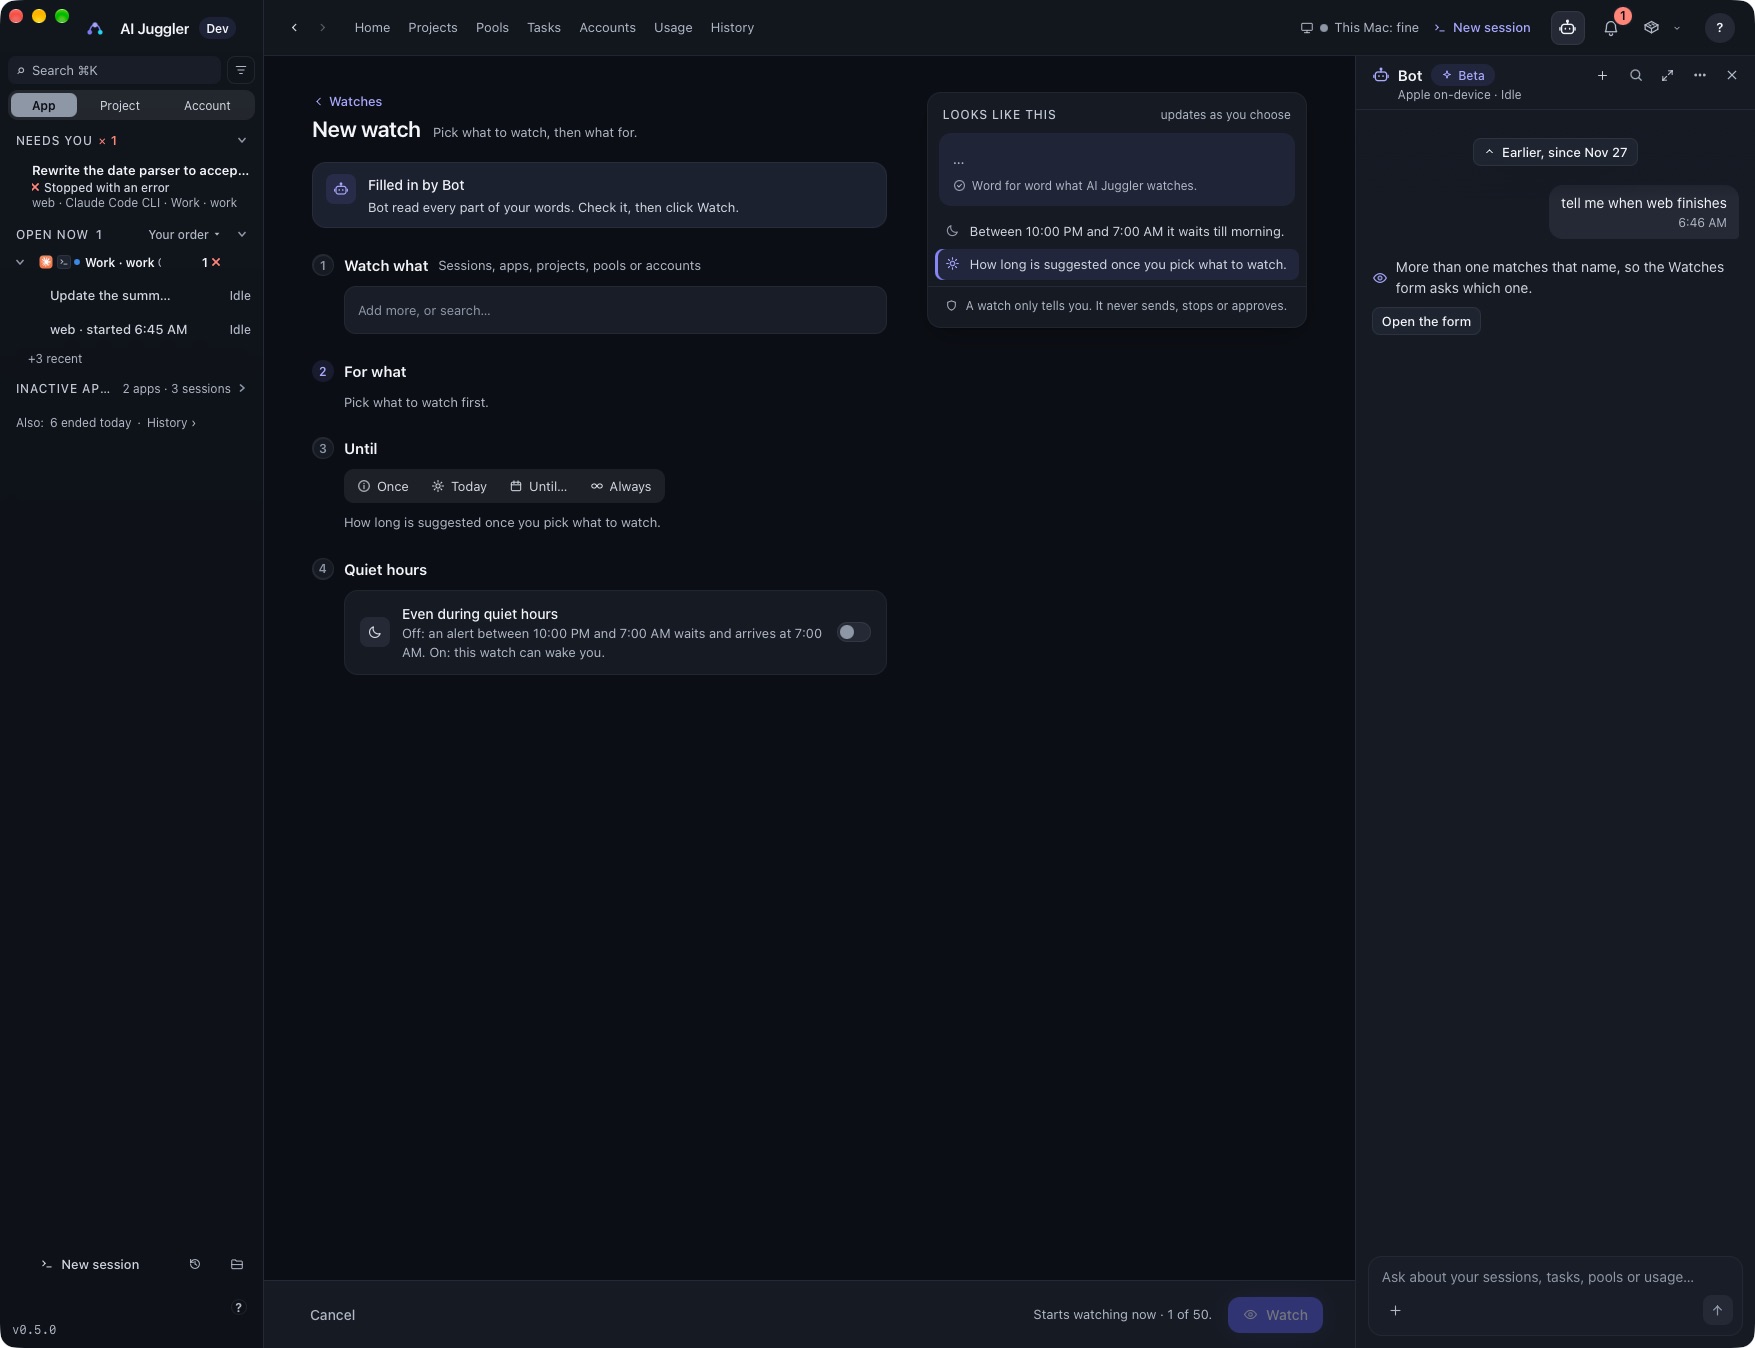 AI Juggler Dev
Search ⌘K
App Project Account
NEEDS YOU × 1
Rewrite the date parser to accep...
Stopped with an error
web · Claude Code CLI · Work · work
OPEN NOW 1 Your order
Work · work 1
Update the summ... Idle
web · started 6:45 AM Idle
+3 recent
INACTIVE AP... 2 apps · 3 sessions
Also: 6 ended today · History ›
New session
?
v0.5.0
Home Projects Pools Tasks Accounts Usage History
This Mac: fine New session 1 ?
Watches
New watch Pick what to watch, then what for.
Filled in by Bot
Bot read every part of your words. Check it, then click Watch.
1 Watch what Sessions, apps, projects, pools or accounts
Add more, or search...
2 For what
Pick what to watch first.
3 Until
Once Today Until... Always
How long is suggested once you pick what to watch.
4 Quiet hours
Even during quiet hours
Off: an alert between 10:00 PM and 7:00 AM waits and arrives at 7:00
AM. On: this watch can wake you.
LOOKS LIKE THIS updates as you choose
...
Word for word what AI Juggler watches.
Between 10:00 PM and 7:00 AM it waits till morning.
How long is suggested once you pick what to watch.
A watch only tells you. It never sends, stops or approves.
Cancel Starts watching now · 1 of 50. Watch
Bot Beta
Apple on-device · Idle
Earlier, since Nov 27
tell me when web finishes
6:46 AM
More than one matches that name, so the Watches
form asks which one.
Open the form
Ask about your sessions, tasks, pools or usage...